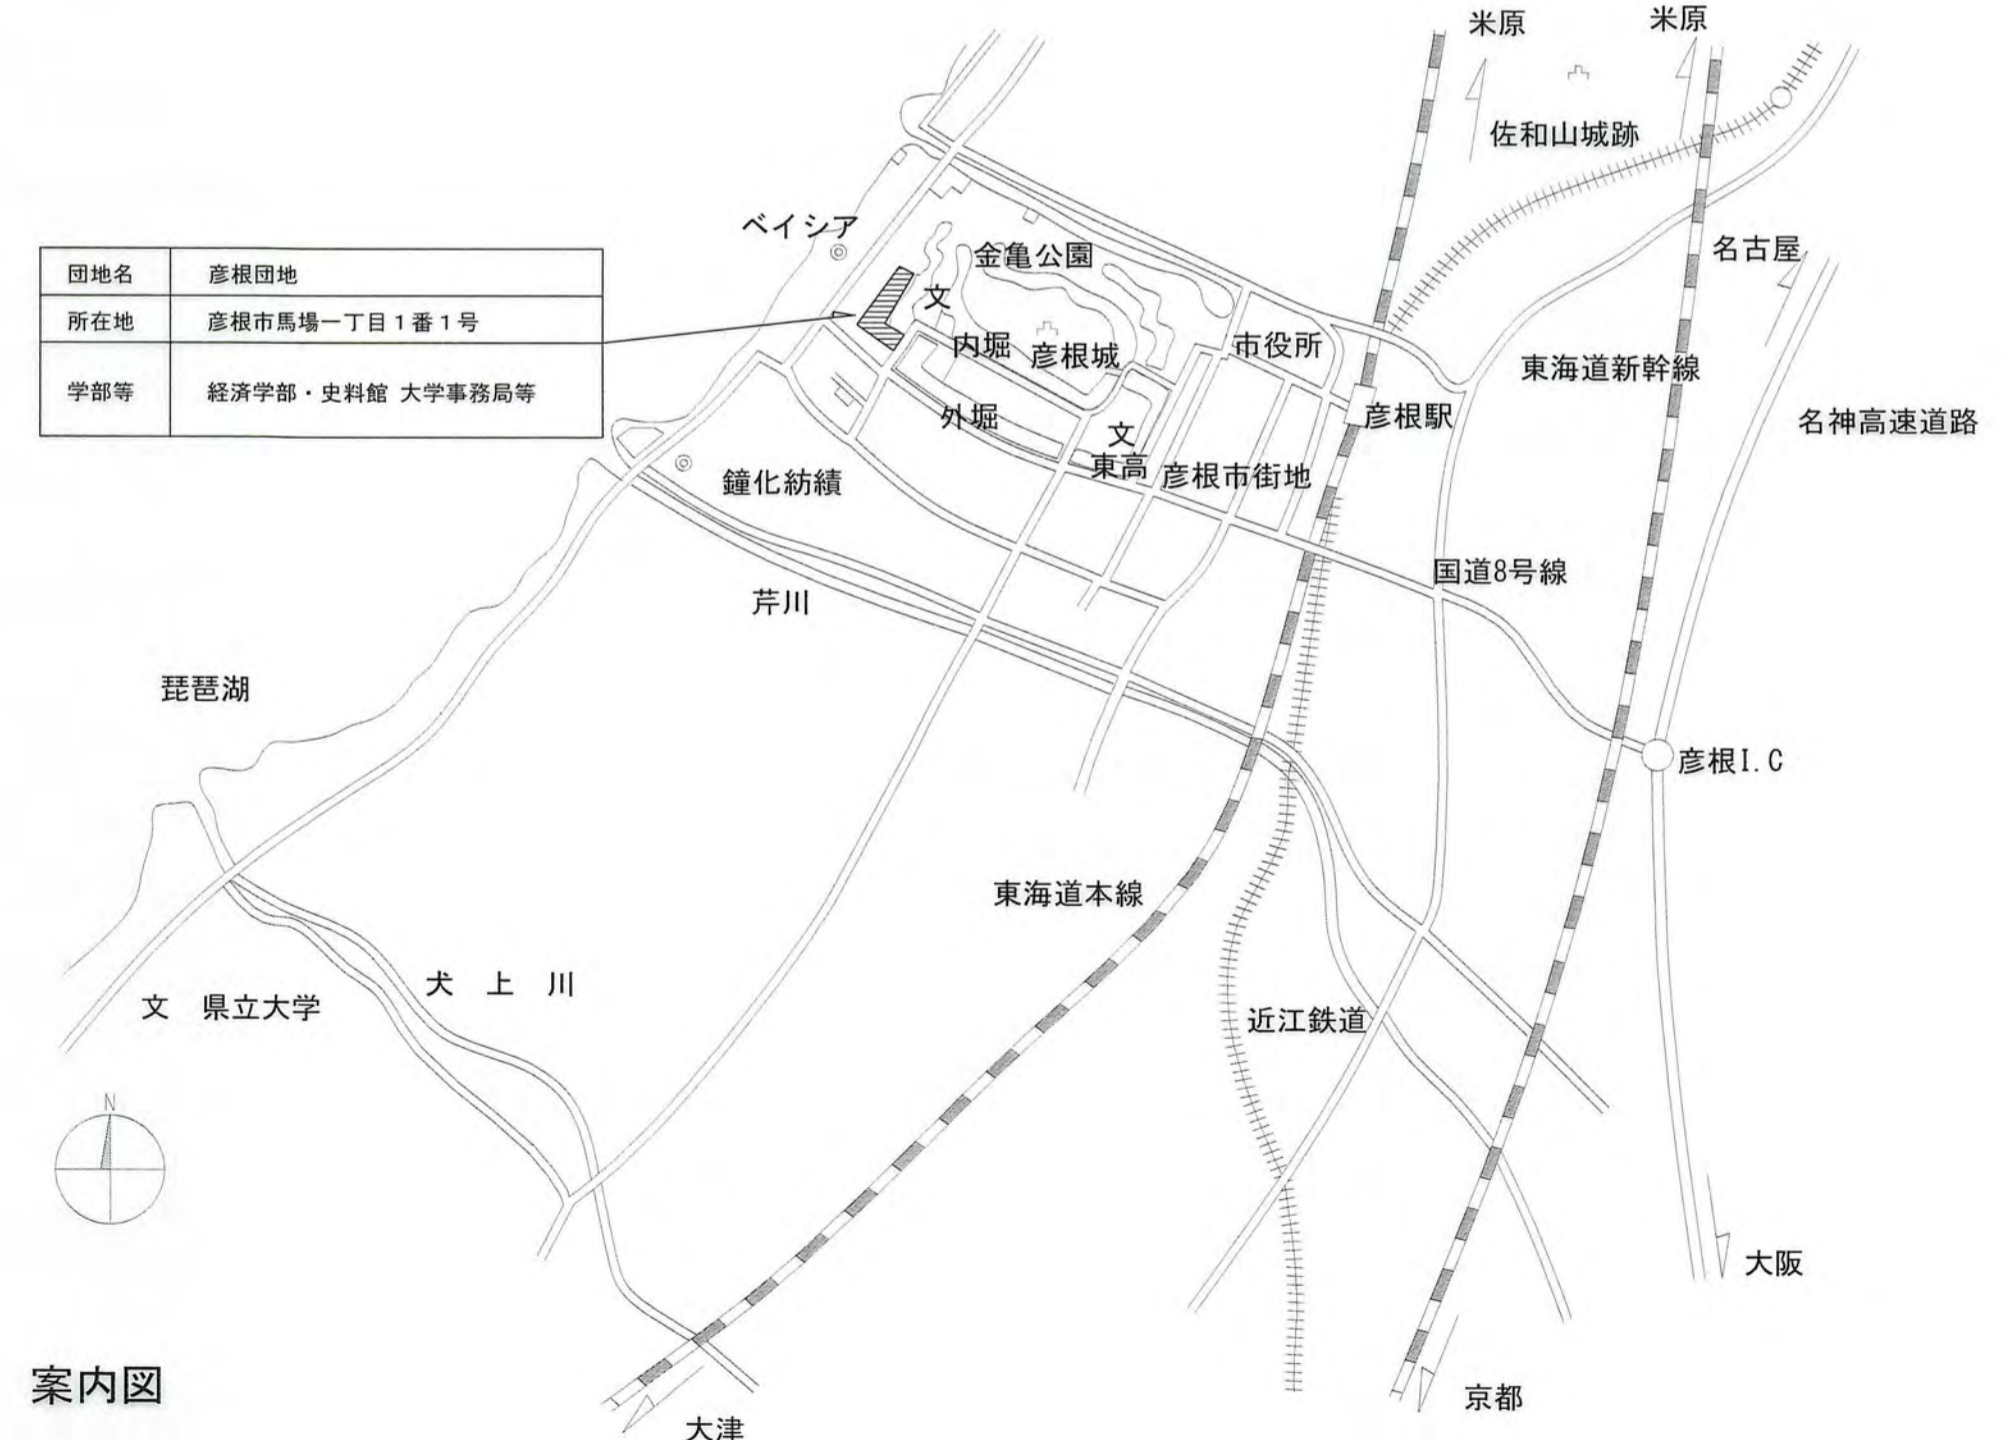 米原
米原
佐和山城跡
ベイシア
金亀公園
名古屋
団地名 彦根団地
所在地 彦根市馬場一丁目1番1号
学部等 経済学部・史料館 大学事務局等
文
内堀
彦根城
市役所
東海道新幹線
外堀
文
東高
彦根駅
名神高速道路
鐘化紡績
彦根市街地
芹川
国道8号線
琵琶湖
彦根I.C
東海道本線
犬上川
文 県立大学
近江鉄道
N
大阪
案内図
京都
大津